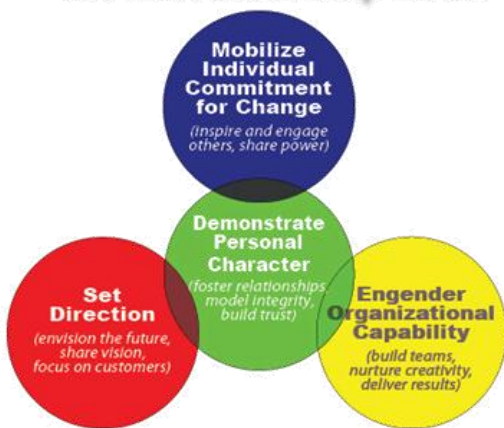 Mobilize
Individual
Commitment
for Change
(inspire and engage
others, share power)
Demonstrate
Personal
Character
(foster relationships
model integrity,
build trust)
Set
Direction
(envision the future,
share vision,
focus on customers)
Engender
Organizational
Capability
(build teams,
nurture creativity,
deliver results)